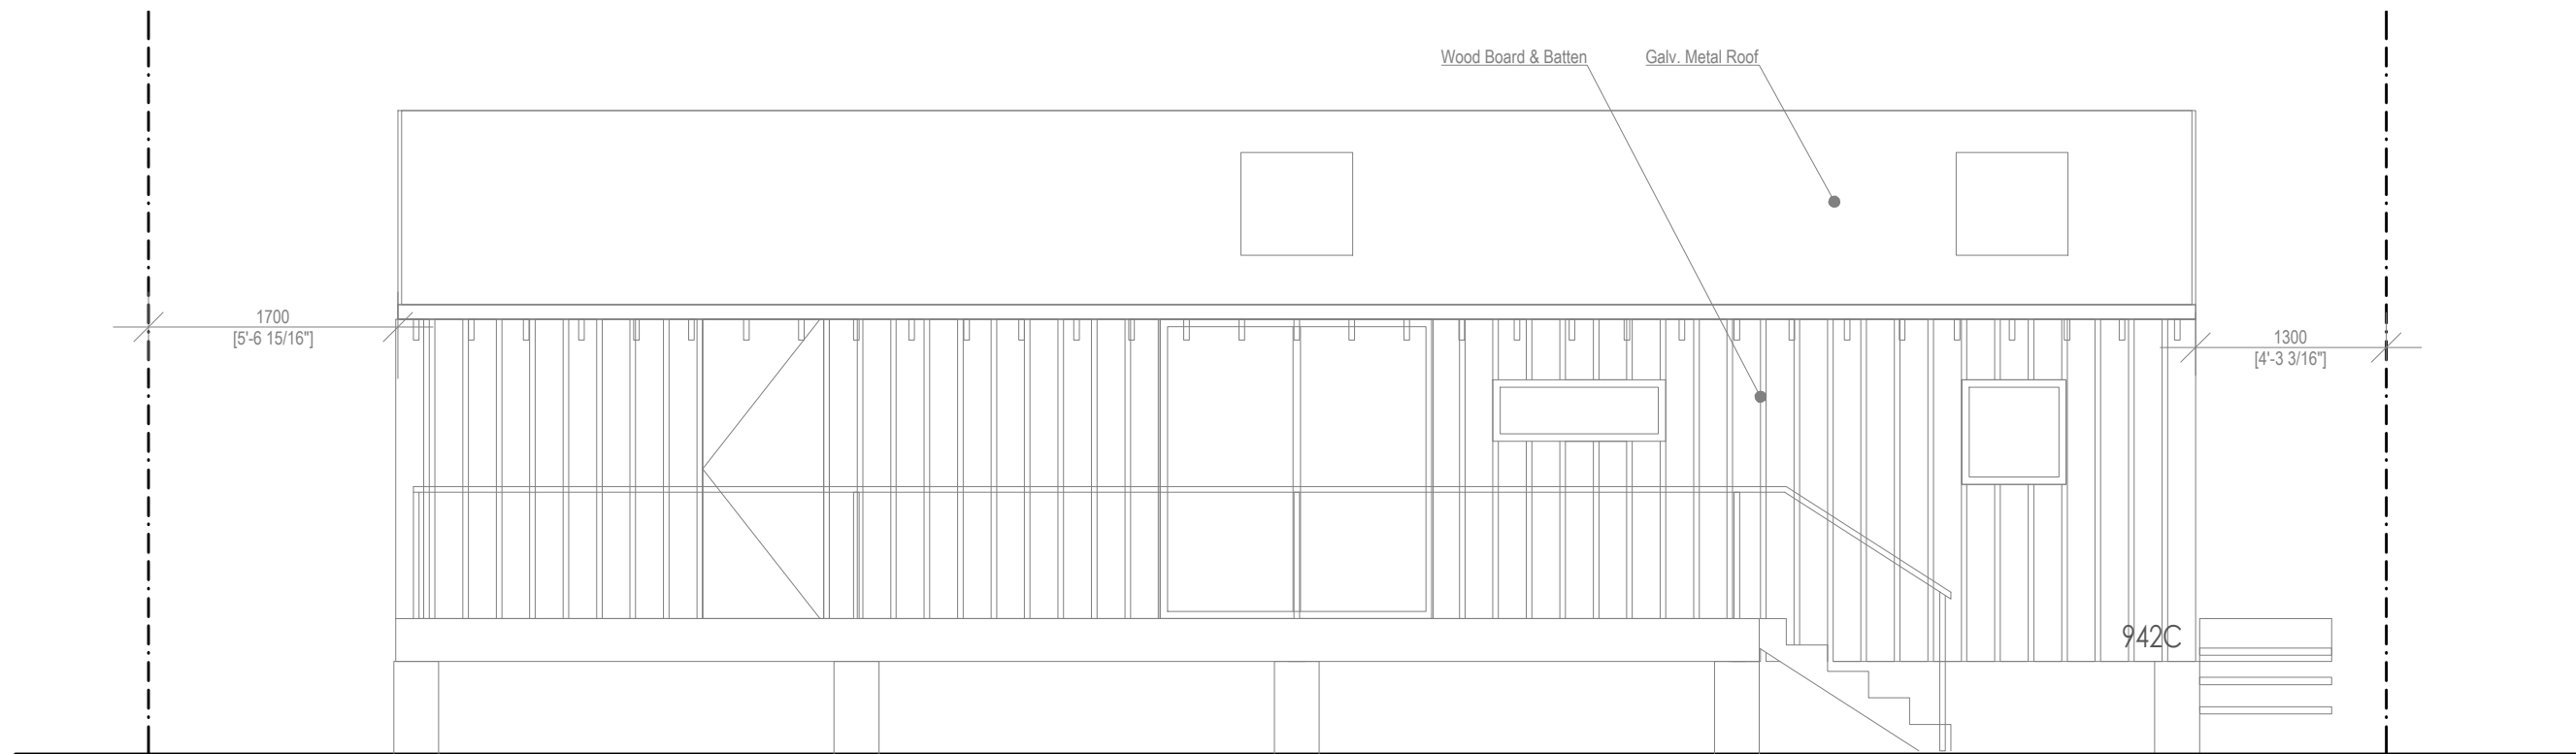 Wood Board & Batten
Galv. Metal Roof
1700
[5'-6 15/16"]
1300
[4'-3 3/16"]
942C